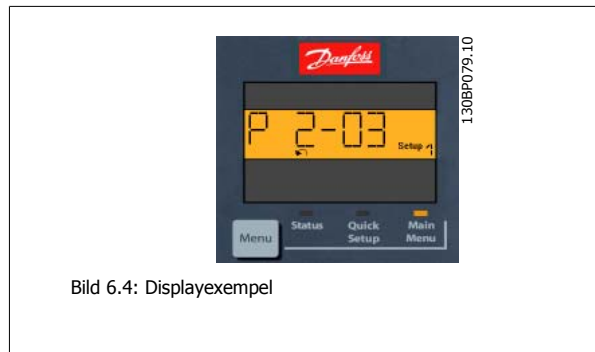 Danfoss
130BP079.10
P 2-03
Setup 1
Menu
Status
Quick Setup
Main Menu
Bild 6.4: Displayexempel